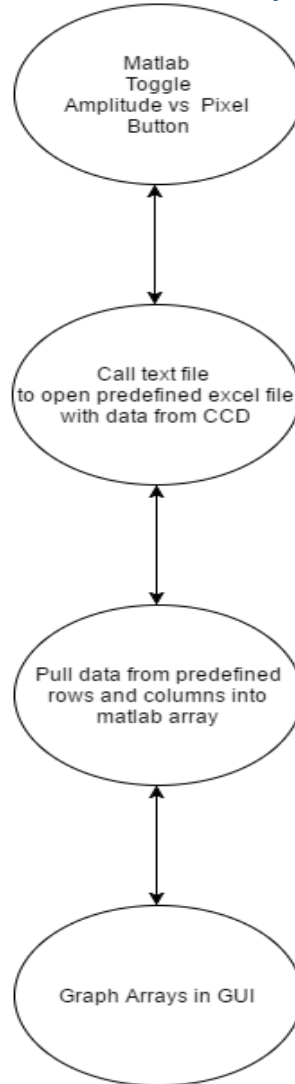 Matlab
Toggle
Amplitude vs Pixel
Button
Call text file
to open predefined excel file
with data from CCD
Pull data from predefined
rows and columns into
matlab array
Graph Arrays in GUI